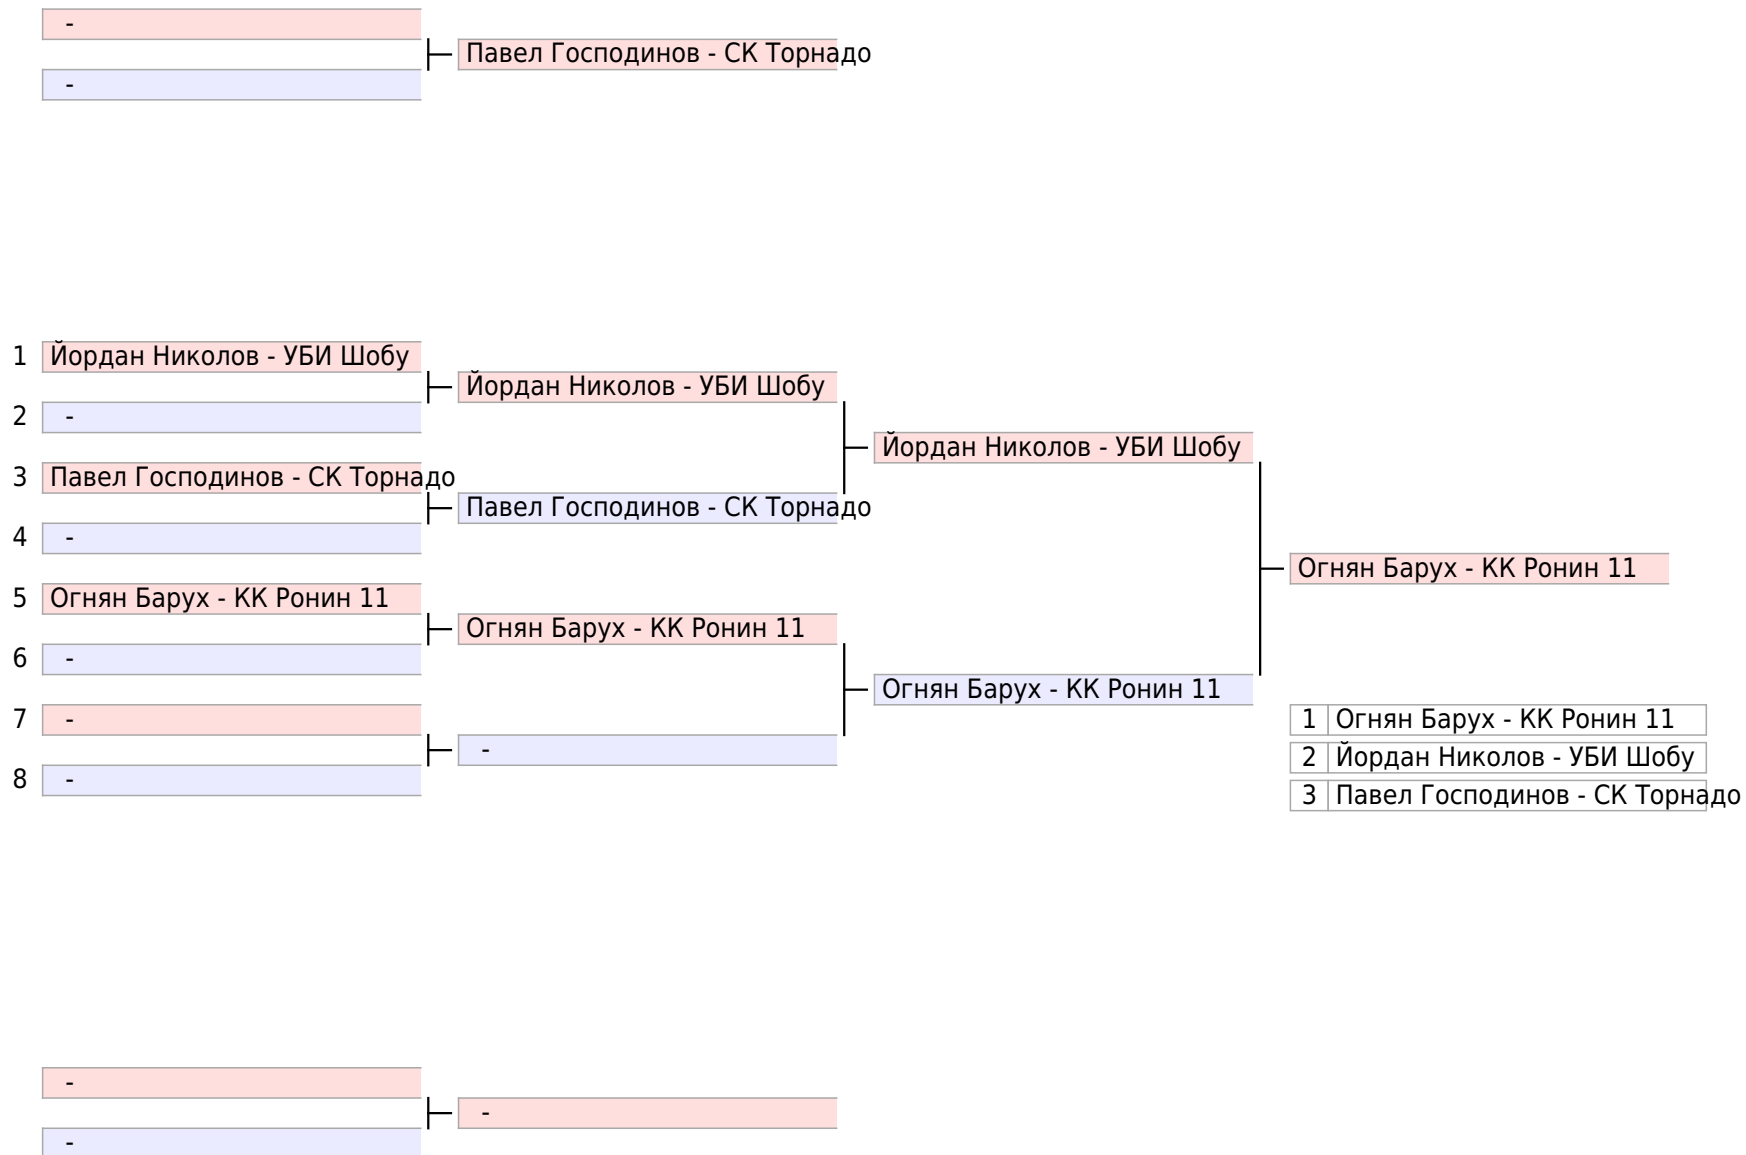 -
Павел Господинов - СК Торнадо
-
1 Йордан Николов - УБИ Шобу
Йордан Николов - УБИ Шобу
2 -
Йордан Николов - УБИ Шобу
3 Павел Господинов - СК Торнадо
Павел Господинов - СК Торнадо
4 -
Огнян Барух - КК Ронин 11
5 Огнян Барух - КК Ронин 11
Огнян Барух - КК Ронин 11
6 -
Огнян Барух - КК Ронин 11
7 -
1 Огнян Барух - КК Ронин 11
-
2 Йордан Николов - УБИ Шобу
8 -
3 Павел Господинов - СК Торнадо
-
-
-